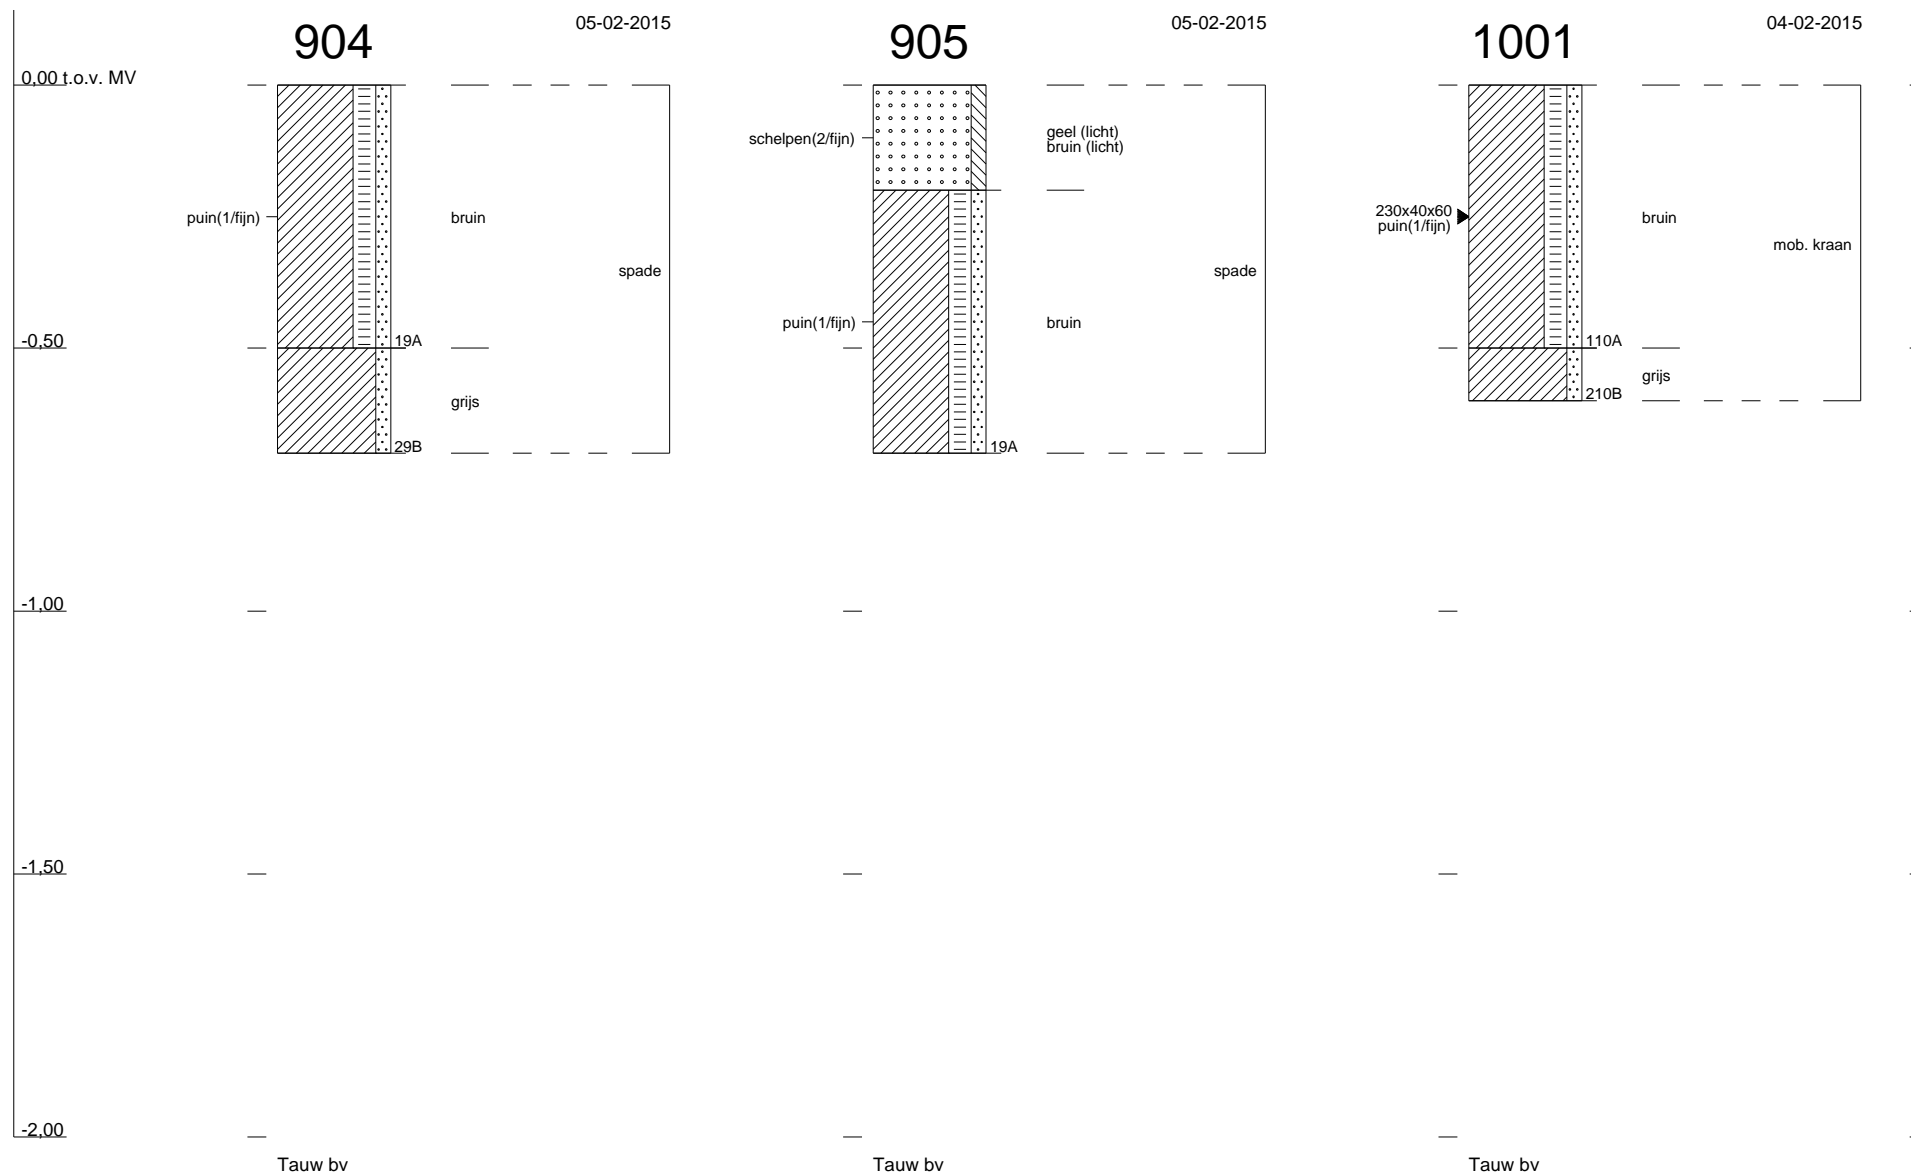 904
05-02-2015
905
05-02-2015
1001
04-02-2015
0,00 t.o.v. MV
schelpen(2/fijn)
geel (licht)
bruin (licht)
puin(1/fijn)
bruin
230x40x60
puin(1/fijn)
bruin
mob. kraan
spade
spade
puin(1/fijn)
bruin
-0,50
19A
110A
grijs
grijs
210B
29B
19A
-1,00
-1,50
-2,00
Tauw bv
Tauw bv
Tauw bv